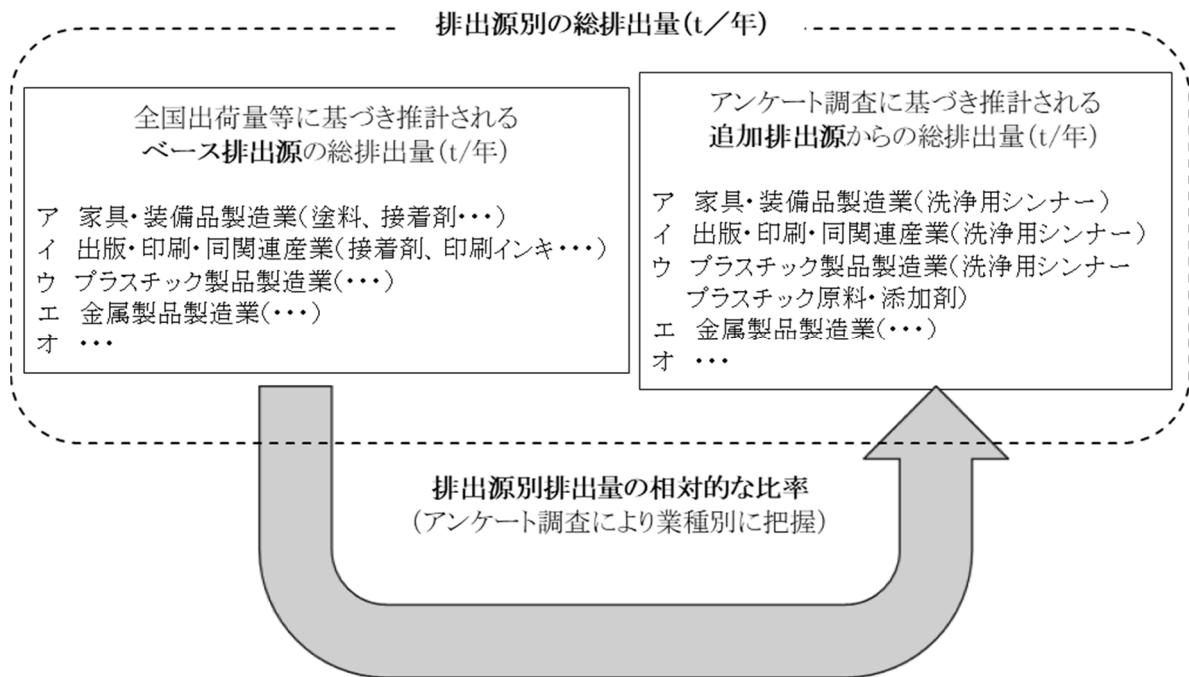 排出源別の総排出量(t/年)
全国出荷量等に基づき推計される
ベース排出源の総排出量(t/年)
ア 家具・装備品製造業(塗料、接着剤・・・)
イ 出版・印刷・同関連産業(接着剤、印刷インキ・・・)
ウ プラスチック製品製造業(・・・)
エ 金属製品製造業(・・・)
オ ・・・
アンケート調査に基づき推計される
追加排出源からの総排出量(t/年)
ア 家具・装備品製造業(洗浄用シンナー)
イ 出版・印刷・同関連産業(洗浄用シンナー)
ウ プラスチック製品製造業(洗浄用シンナー
プラスチック原料・添加剤)
エ 金属製品製造業(・・・)
オ ・・・
排出源別排出量の相対的な比率
(アンケート調査により業種別に把握)